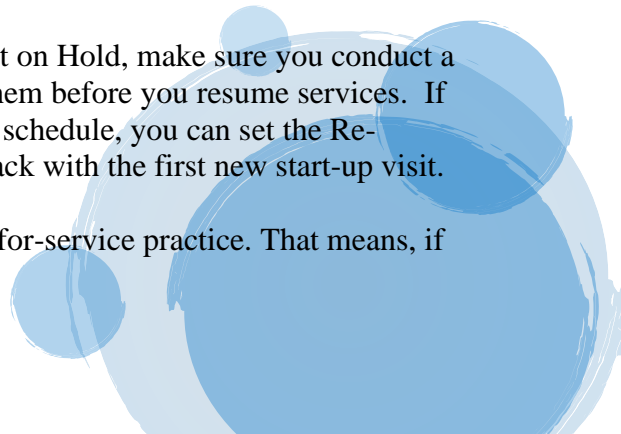 t on Hold, make sure you conduct a
hem before you resume services. If
schedule, you can set the Re-
ack with the first new start-up visit.
for-service practice. That means, if